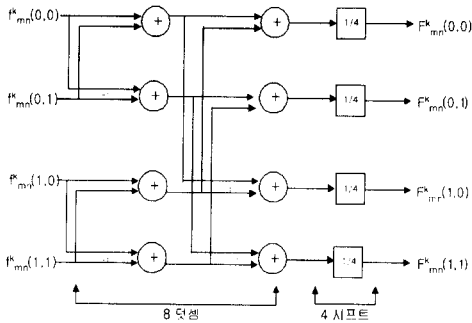 f^k_mn(0,0) + + 1/4 F^k_mn(0,0)
f^k_mn(0,1) + + 1/4 F^k_mn(0,1)
f^k_mn(1,0) + + 1/4 F^k_mn(1,0)
f^k_mn(1,1) + + 1/4 F^k_mn(1,1)
8 덧셈 4 시프트